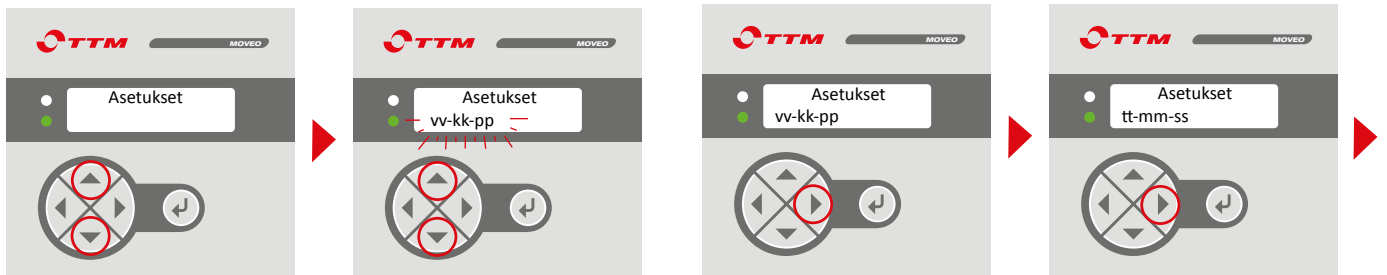 TTM MOVEO
Asetukset
TTM MOVEO
Asetukset
vv-kk-pp
TTM MOVEO
Asetukset
vv-kk-pp
TTM MOVEO
Asetukset
tt-mm-ss